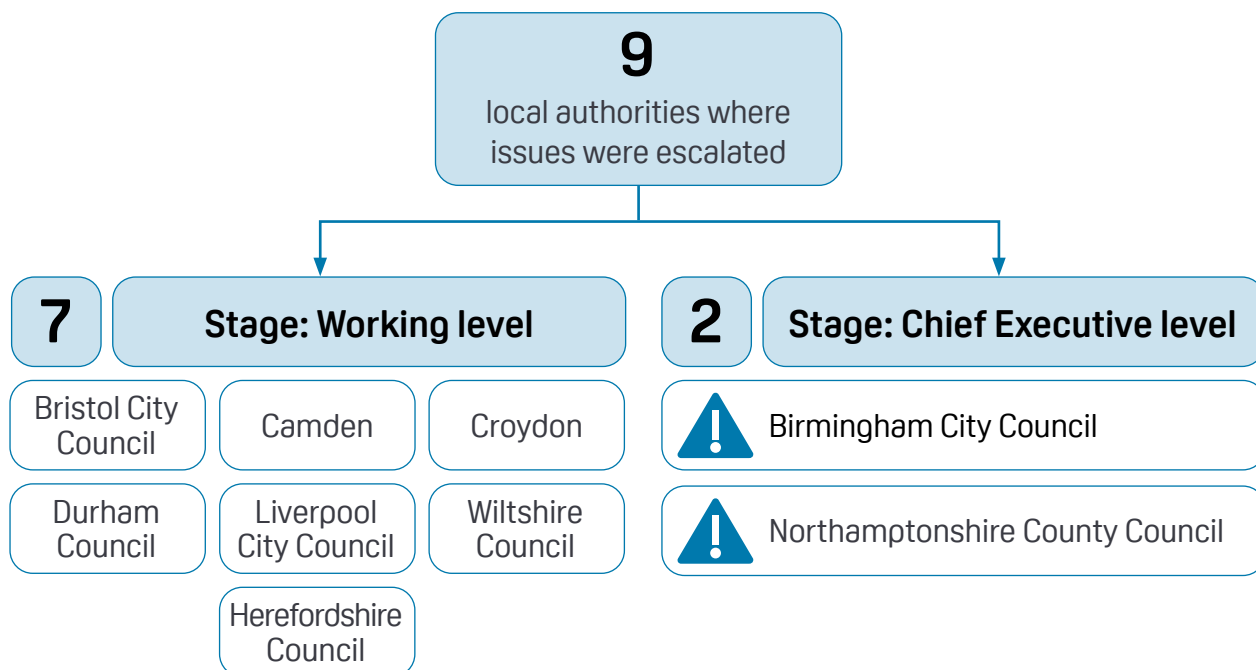 9
local authorities where
issues were escalated
7
Stage: Working level
Bristol City
Council
Camden
Croydon
Durham
Council
Liverpool
City Council
Wiltshire
Council
Herefordshire
Council
2
Stage: Chief Executive level
Birmingham City Council
Northamptonshire County Council